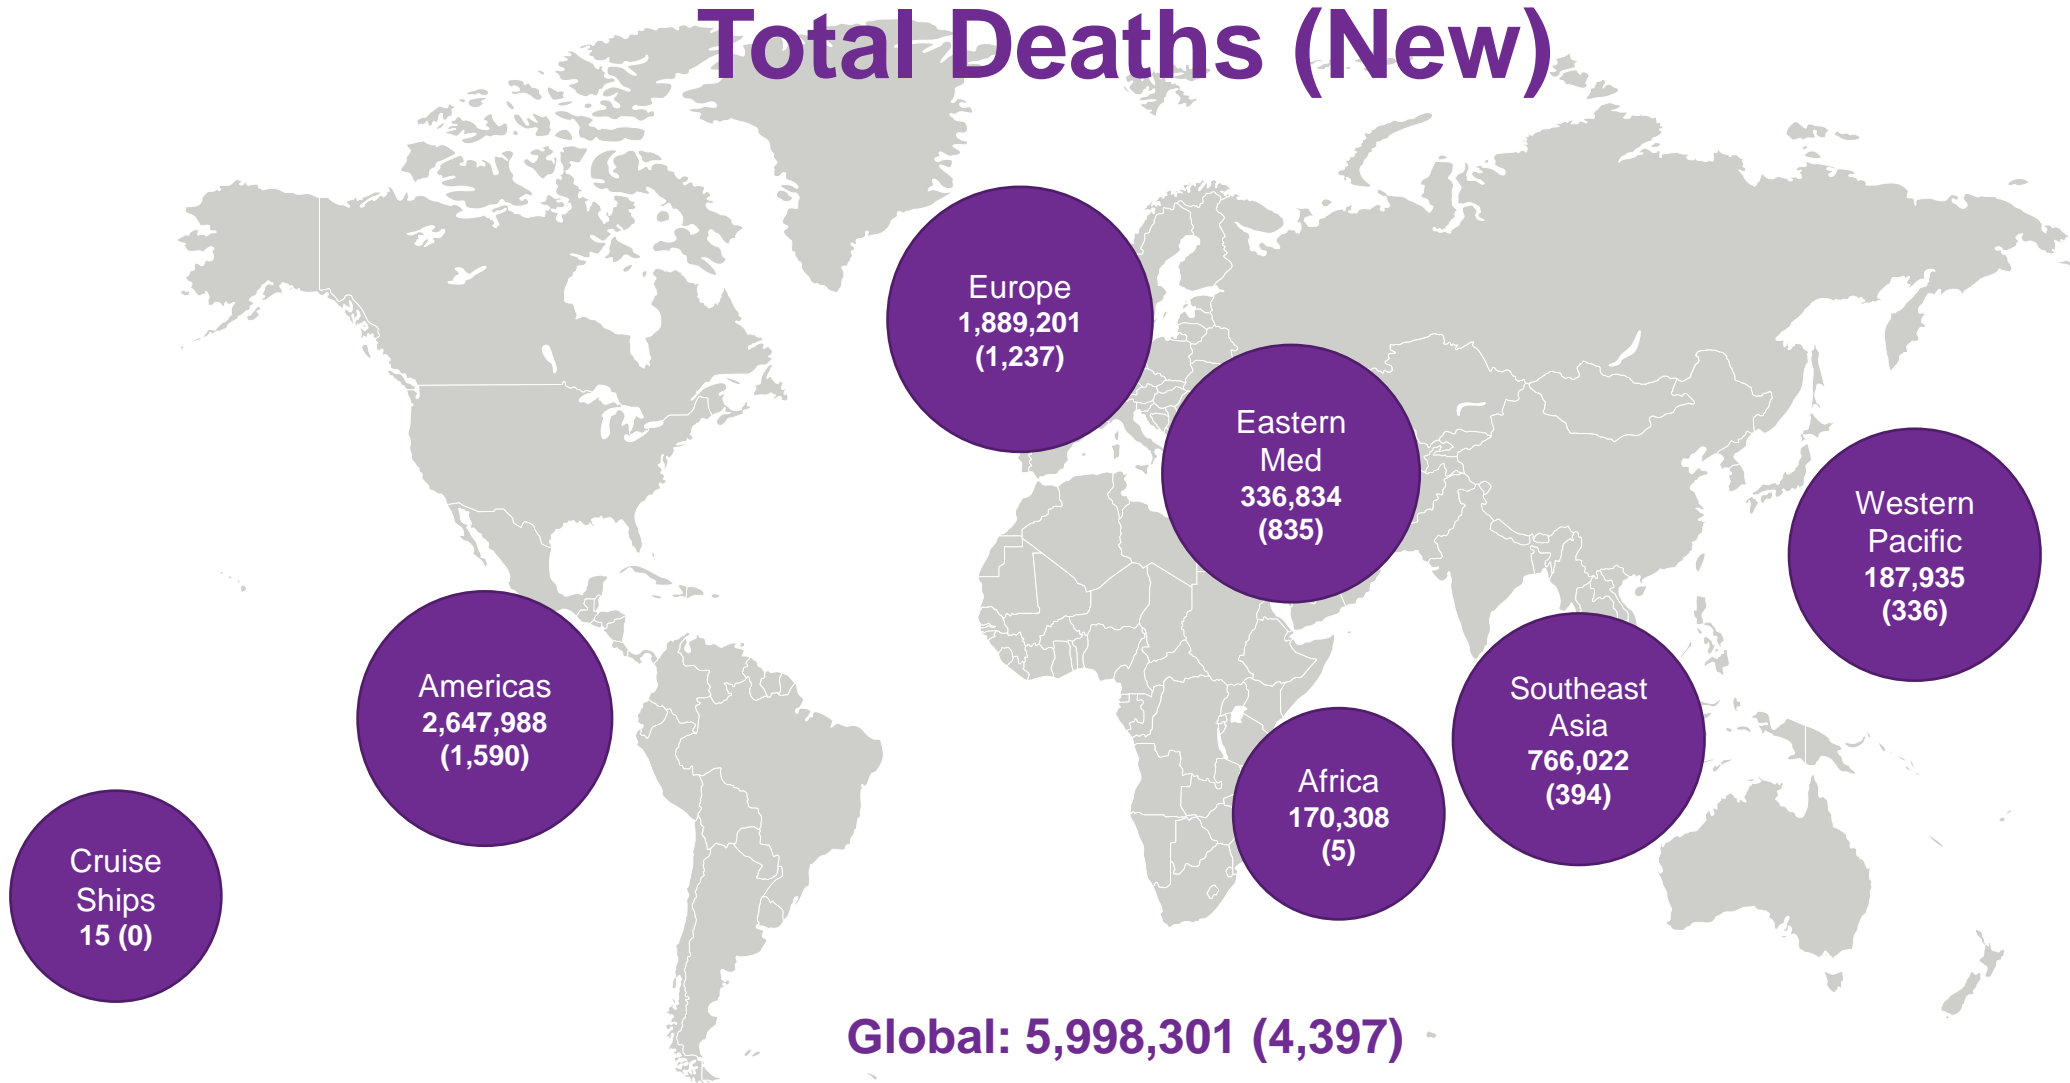 Total Deaths (New)
Europe
1,889,201
(1,237)
Eastern
Med
336,834
(835)
Western
Pacific
187,935
(336)
Americas
2,647,988
(1,590)
Southeast
Asia
766,022
(394)
Africa
170,308
(5)
Cruise
Ships
15 (0)
Global: 5,998,301 (4,397)